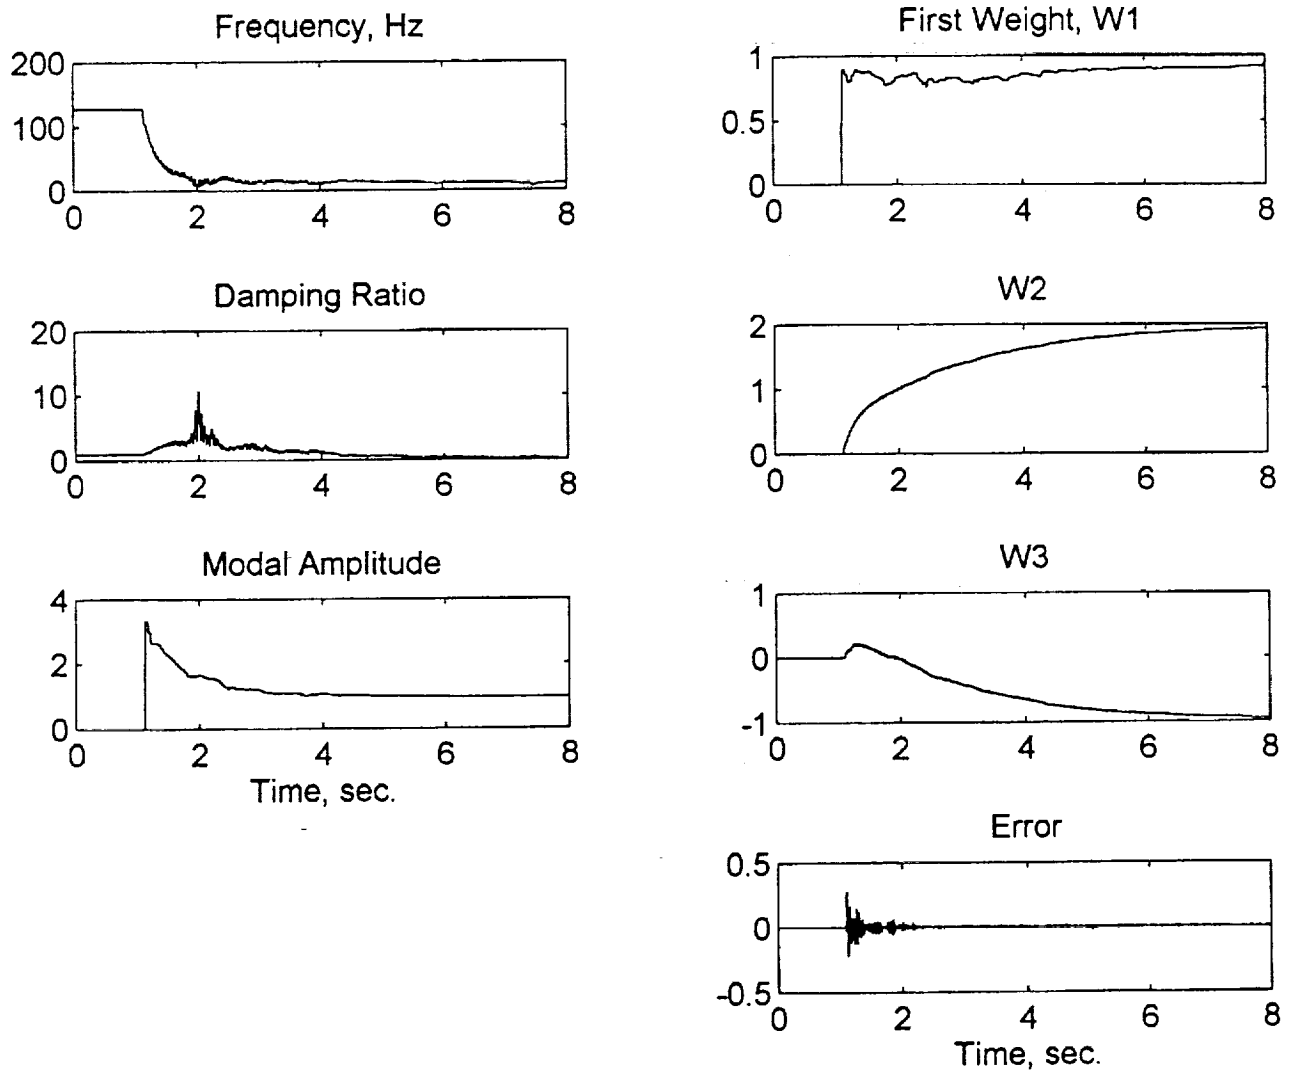 Frequency, Hz
200
100
0
0 2 4 6 8
Damping Ratio
20
10
0
0 2 4 6 8
Modal Amplitude
4
2
0
0 2 4 6 8
Time, sec.
First Weight, W1
1
0.5
0
0 2 4 6 8
W2
2
1
0
0 2 4 6 8
W3
1
0
-1
0 2 4 6 8
Error
0.5
0
-0.5
0 2 4 6 8
Time, sec.